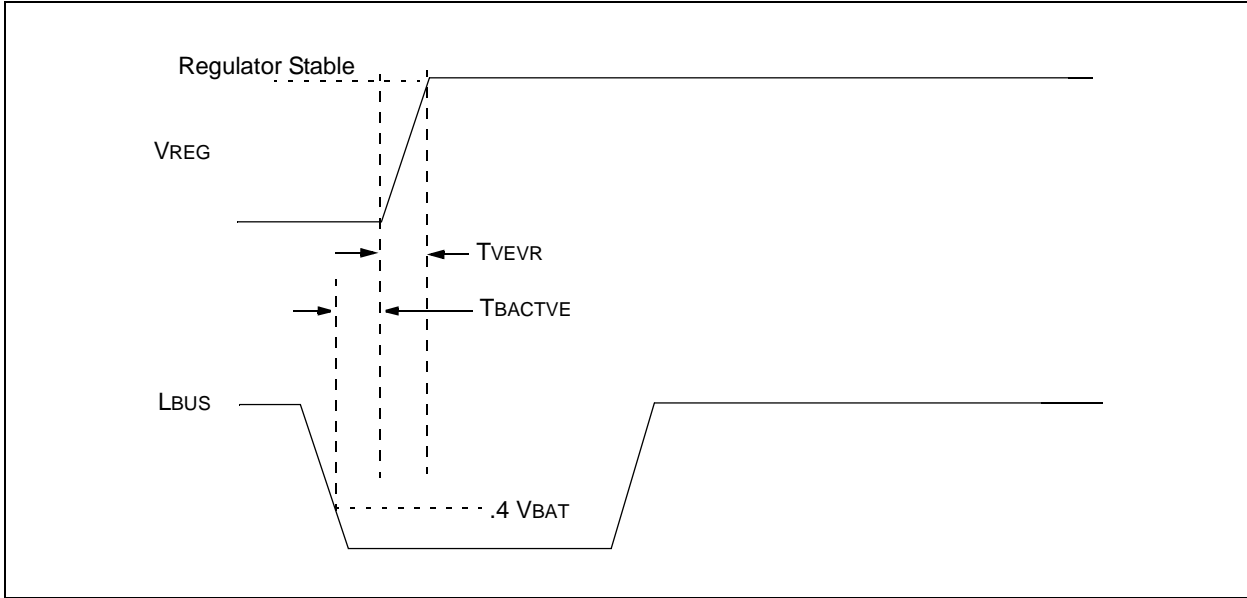 Regulator Stable
VREG
TVEVR
TBACTVE
LBUS
.4 VBAT